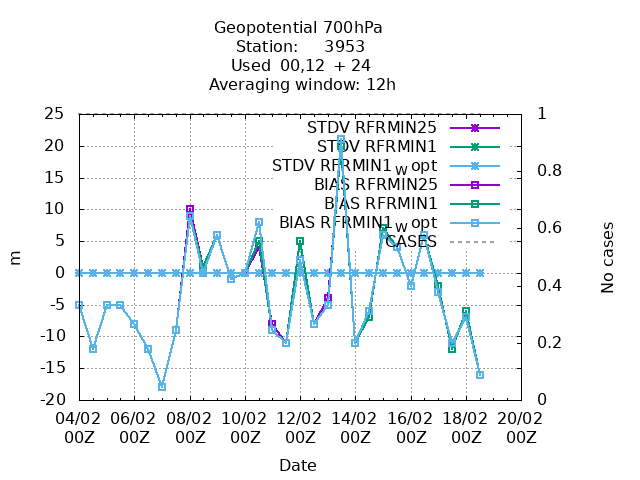 Geopotential 700hPa
Station: 3953
Used 00,12 + 24
Averaging window: 12h
25 1
STDV RFRMIN25
20 STDV RFRMIN1
STDV RFRMIN1w opt 0.8
15 BIAS RFRMIN25
10 BIAS RFRMIN1
BIAS RFRMIN1w opt 0.6
5 CASES
m No cases
0
0.4
-5
-10 0.2
-15
-20 0
04/02 06/02 08/02 10/02 12/02 14/02 16/02 18/02 20/02
00Z 00Z 00Z 00Z 00Z 00Z 00Z 00Z 00Z
Date